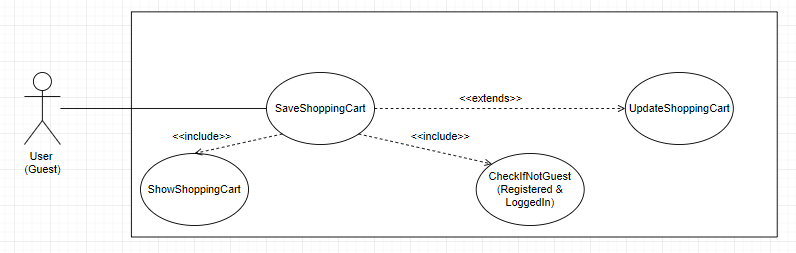 <<extends>>
SaveShoppingCart
UpdateShoppingCart
<<include>>
<<include>>
User
(Guest)
ShowShoppingCart
CheckIfNotGuest
(Registered &
LoggedIn)